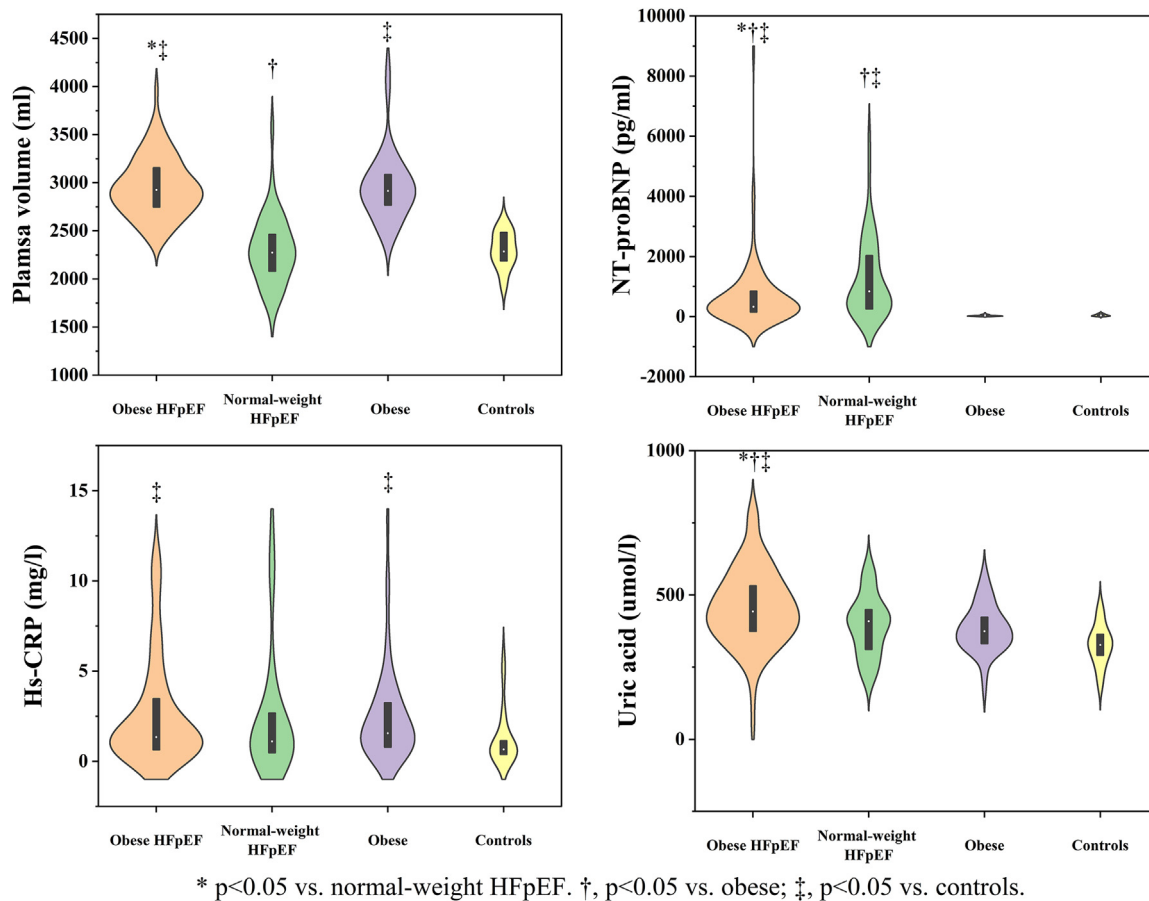 Plamsa volume (ml)
4500
4000
3500
3000
2500
2000
1500
1000
*‡
†
‡
Obese HFpEF
Normal-weight
HFpEF
Obese
Controls
NT-proBNP (pg/ml)
10000
8000
6000
4000
2000
0
-2000
*†‡
†‡
Obese HFpEF
Normal-weight
HFpEF
Obese
Controls
Hs-CRP (mg/l)
15
10
5
0
‡
‡
Obese HFpEF
Normal-weight
HFpEF
Obese
Controls
Uric acid (umol/l)
1000
500
0
*†‡
Obese HFpEF
Normal-weight
HFpEF
Obese
Controls
* p<0.05 vs. normal-weight HFpEF. †, p<0.05 vs. obese; ‡, p<0.05 vs. controls.